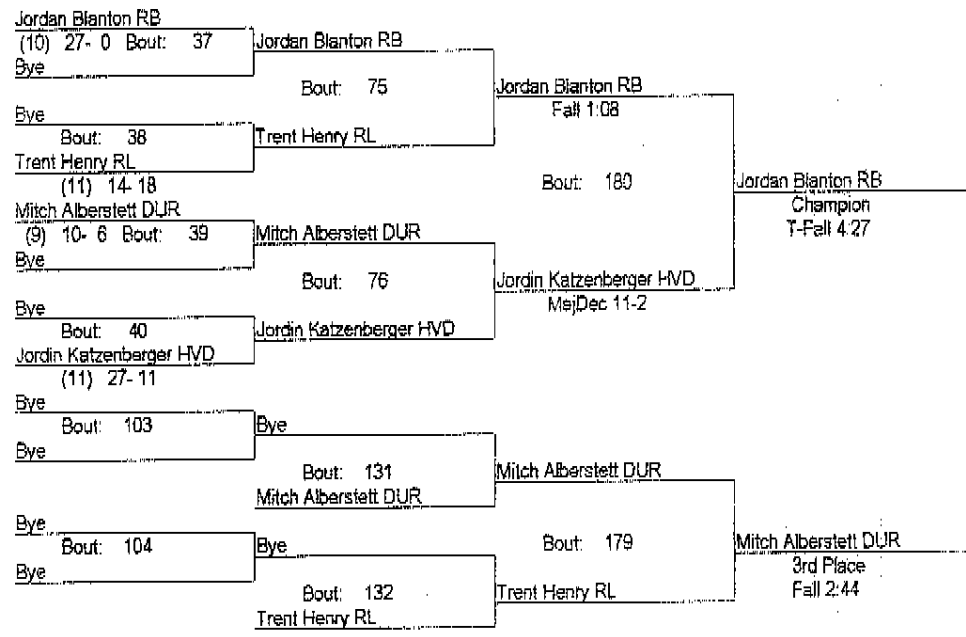 Jordan Blanton RB
(10) 27- 0 Bout: 37
Bye
Jordan Blanton RB
Bout: 75
Bye
Bout: 38
Trent Henry RL
(11) 14- 18
Trent Henry RL
Jordan Blanton RB
Fall 1:08
Bout: 180
Jordan Blanton RB
Champion
T-Fall 4:27
Mitch Alberstett DUR
(9) 10- 6 Bout: 39
Bye
Mitch Alberstett DUR
Bout: 76
Bye
Bout: 40
Jordin Katzenberger HVD
(11) 27- 11
Jordin Katzenberger HVD
Jordin Katzenberger HVD
MajDec 11-2
Bye
Bout: 103
Bye
Bye
Bout: 131
Mitch Alberstett DUR
Mitch Alberstett DUR
Bye
Bout: 104
Bye
Bye
Bout: 132
Trent Henry RL
Bout: 179
Trent Henry RL
Mitch Alberstett DUR
3rd Place
Fall 2:44